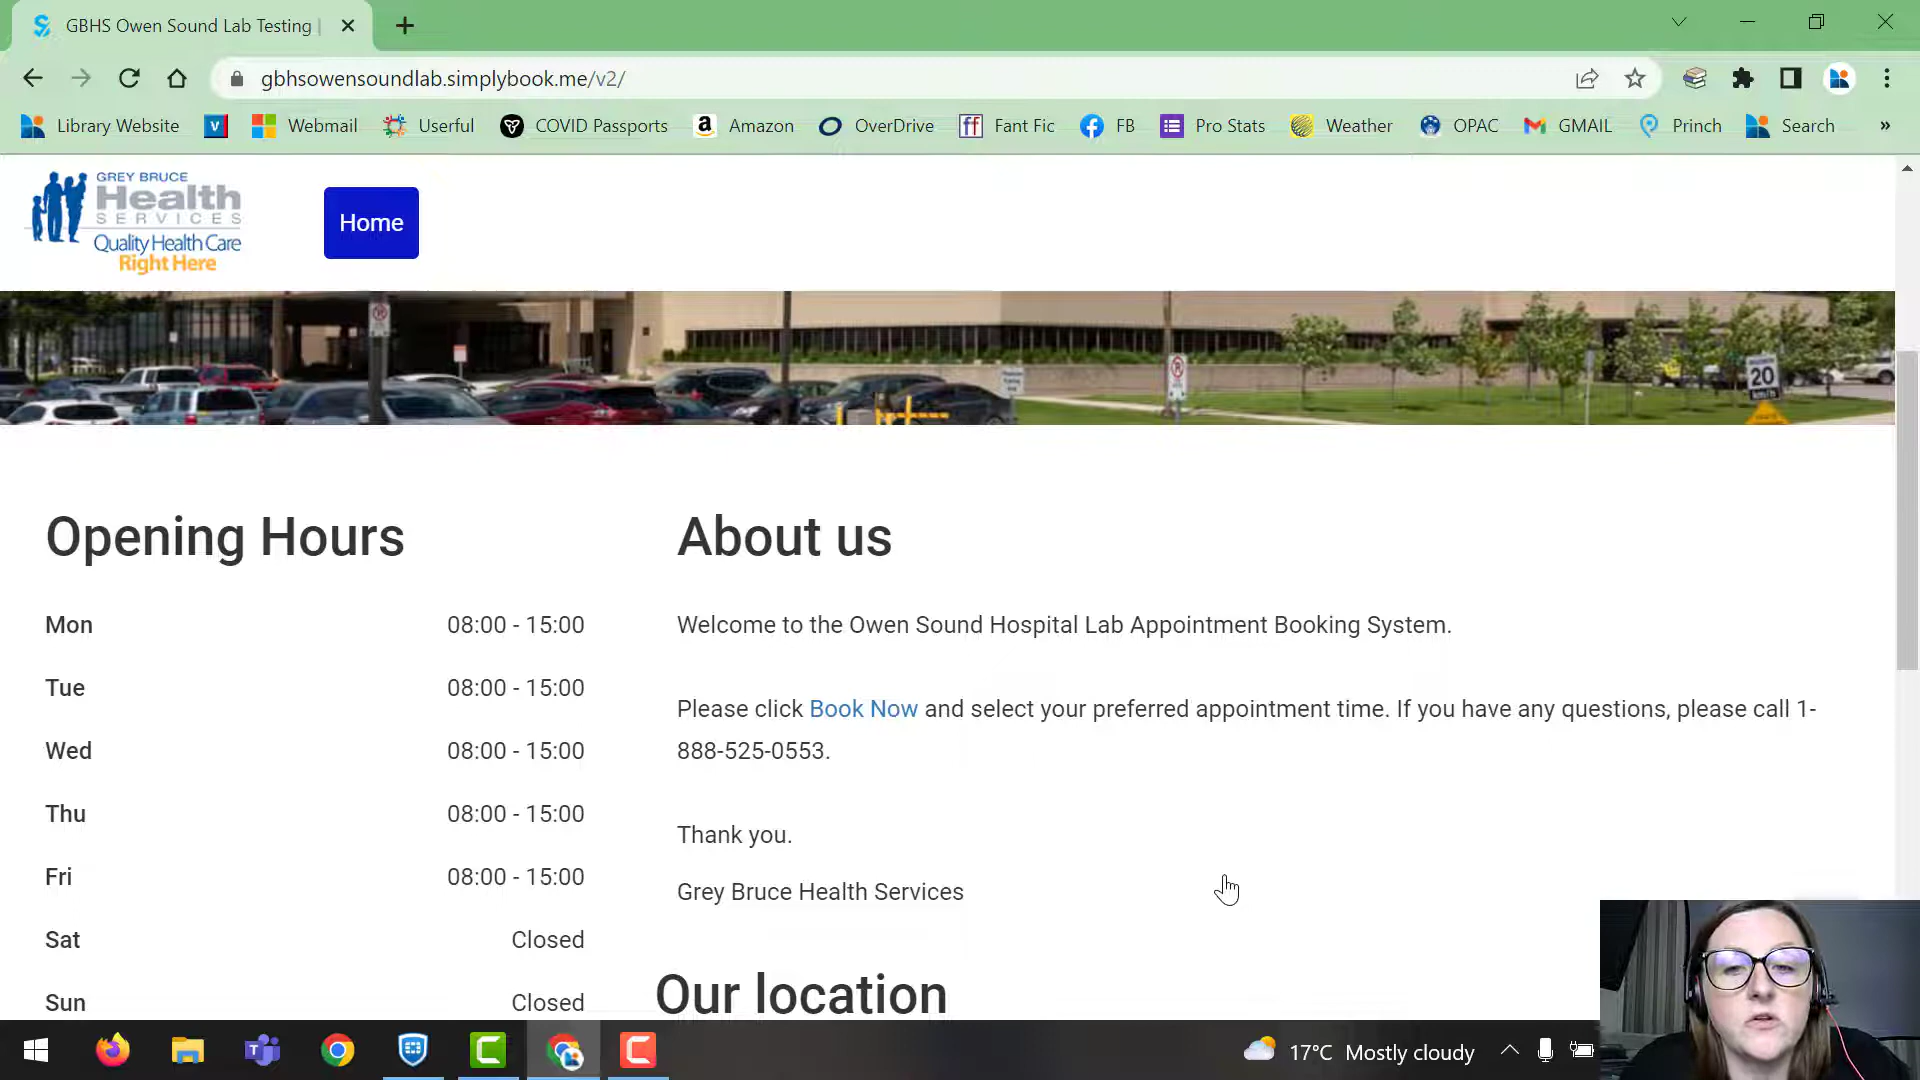 GBHS Owen Sound Lab Testing |
gbhsowensoundlab.simplybook.me/v2/
Library Website
V
Webmail
Userful
COVID Passports
Amazon
OverDrive
Fant Fic
FB
Pro Stats
Weather
OPAC
GMAIL
Princh
Search
»
GREY BRUCE
Health
SERVICES
Quality Health Care
Right Here
Home
20
Opening Hours
Mon 08:00 - 15:00
Tue 08:00 - 15:00
Wed 08:00 - 15:00
Thu 08:00 - 15:00
Fri 08:00 - 15:00
Sat Closed
Sun Closed
About us
Welcome to the Owen Sound Hospital Lab Appointment Booking System.
Please click Book Now and select your preferred appointment time. If you have any questions, please call 1-
888-525-0553.
Thank you.
Grey Bruce Health Services
Our location
17°C Mostly cloudy